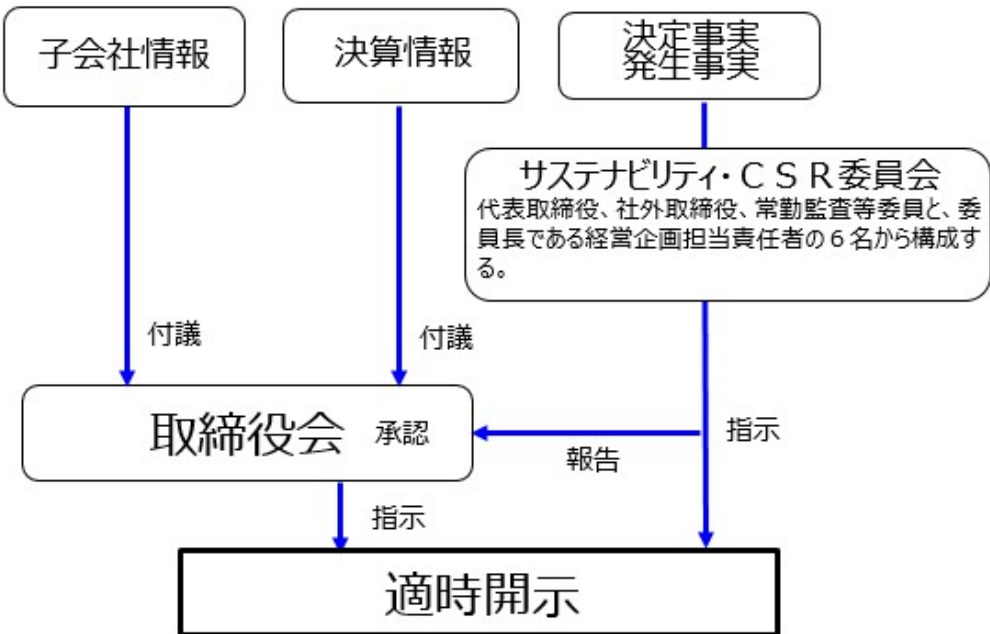 子会社情報
決算情報
決定事実
発生事実
サステナビリティ・ＣＳＲ委員会
代表取締役、社外取締役、常勤監査等委員と、委
員長である経営企画担当責任者の６名から構成す
る。
付議
付議
取締役会 承認
報告
指示
指示
適時開示